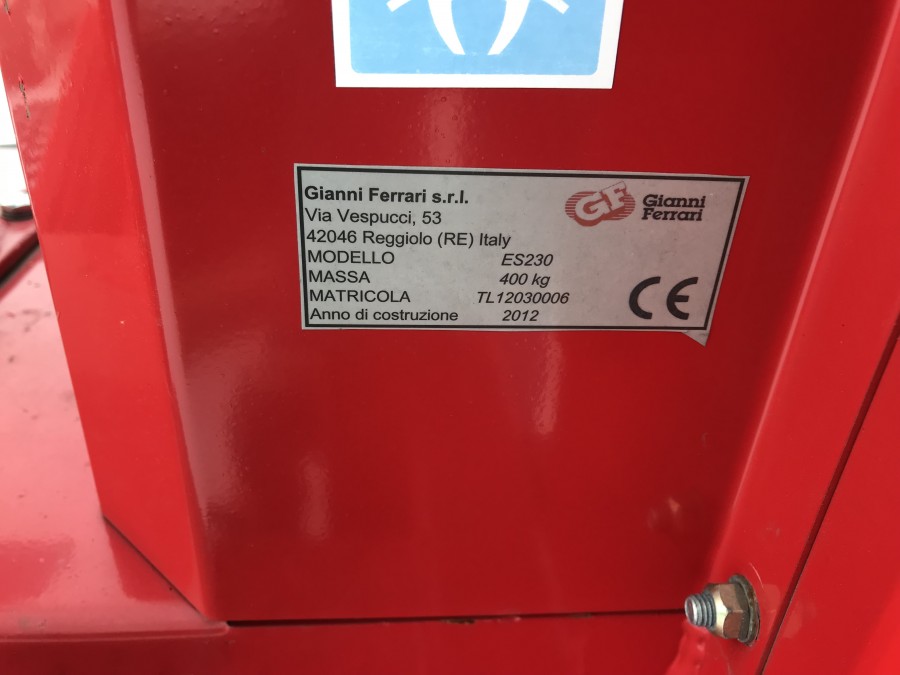 Gianni Ferrari s.r.l.
Via Vespucci, 53
42046 Reggiolo (RE) Italy
GF Gianni
Ferrari
MODELLO ES230
MASSA 400 kg
MATRICOLA TL12030006
Anno di costruzione 2012
CE